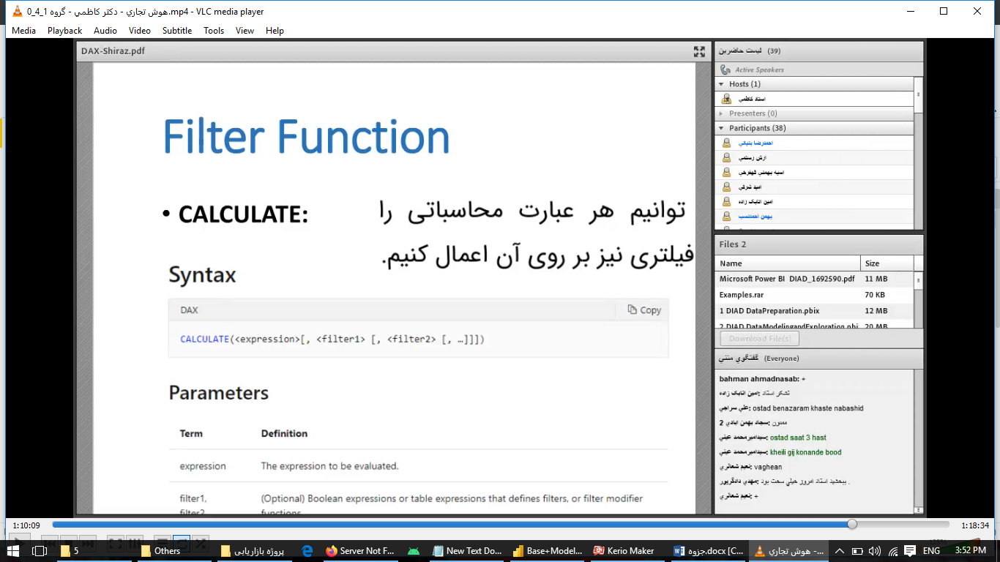 0_4_1 هوش تجاري - دکتر کاظمي - گروه.mp4 - VLC media player
Media Playback Audio Video Subtitle Tools View Help
DAX-Shiraz.pdf
Filter Function
• CALCULATE:
توانیم هر عبارت محاسباتی را
فیلتری نیز بر روی آن اعمال کنیم.
Syntax
DAX
Copy
CALCULATE(<expression>[, <filter1> [, <filter2> [, …]]])
Parameters
Term Definition
expression The expression to be evaluated.
filter1, (Optional) Boolean expressions or table expressions that defines filters, or filter modifier
filter2 functions
لیست حاضرین (39)
Active Speakers
Hosts (1)
استاد کاظمي
Presenters (0)
Participants (38)
احمدرضا بنياني
ارش رستمي
اسيه بهمني قهفرخي
اميد شرفي
امين اتابک زاده
بهمن احمدنسب
Files 2
Name Size
Microsoft Power BI DIAD_1692590.pdf 11 MB
Examples.rar 70 KB
1 DIAD DataPreparation.pbix 12 MB
2 DIAD DataModelingandExploration.pbi 20 MB
Download File(s)
گفتگوي متني (Everyone)
bahman ahmadnasab: +
امين اتابک زاده: تشکر استاد
علي سراجي: ostad benazaram khaste nabashid
سجاد بهمن ابادي 2: ممنون
سيداميرمحمد عيني: ostad saat 3 hast
سيداميرمحمد عيني: kheili gij konande bood
نعيم شعائري: vaghean
مهدي دادگرپور: ببخشيد استاد امروز خيلي سخت بود .
نعيم شعائري: +
1:10:09 1:18:34
5 Others پروژه بازاریابی Server Not F... New Text Do... Base+Model... Kerio Maker جزوه.docx [C... هوش تجاري -... ENG 3:52 PM